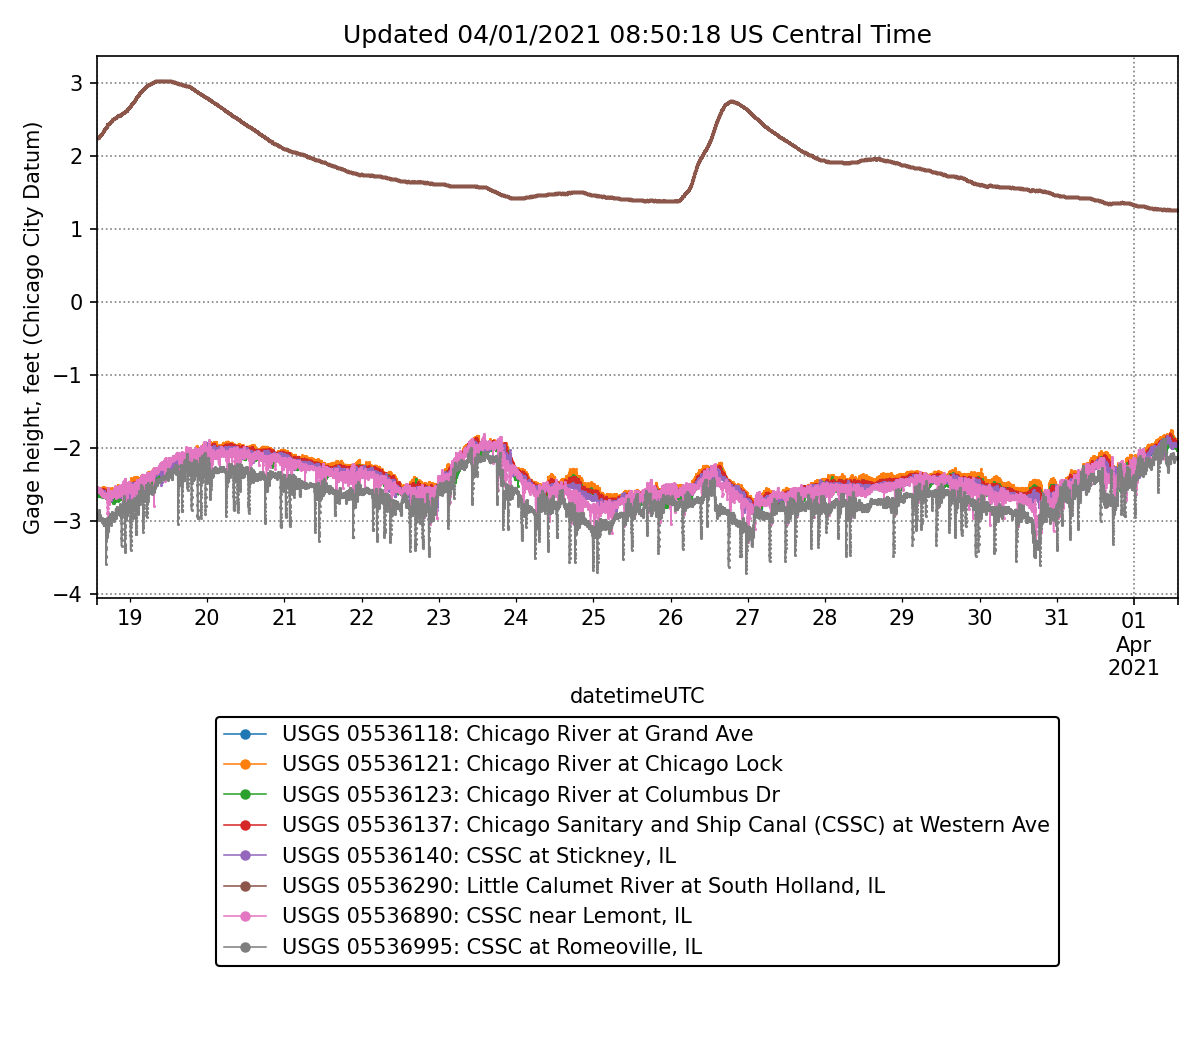 Updated 04/01/2021 08:50:18 US Central Time
Gage height, feet (Chicago City Datum)
3
2
1
0
−1
−2
−3
−4
19 20 21 22 23 24 25 26 27 28 29 30 31 01
Apr
2021
datetimeUTC
USGS 05536118: Chicago River at Grand Ave
USGS 05536121: Chicago River at Chicago Lock
USGS 05536123: Chicago River at Columbus Dr
USGS 05536137: Chicago Sanitary and Ship Canal (CSSC) at Western Ave
USGS 05536140: CSSC at Stickney, IL
USGS 05536290: Little Calumet River at South Holland, IL
USGS 05536890: CSSC near Lemont, IL
USGS 05536995: CSSC at Romeoville, IL